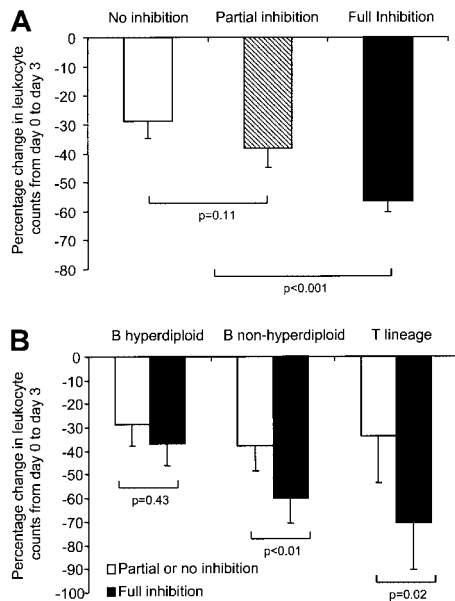 A
No inhibition Partial inhibition Full Inhibition
Percentage change in leukocyte
counts from day 0 to day 3
0
-10
-20
-30
-40
-50
-60
-70
-80
p=0.11
p<0.001
B
B hyperdiploid B non-hyperdiploid T lineage
Percentage change in leukocyte
counts from day 0 to day 3
0
-10
-20
-30
-40
-50
-60
-70
-80
-90
-100
p=0.43
p<0.01
p=0.02
Partial or no inhibition
Full inhibition